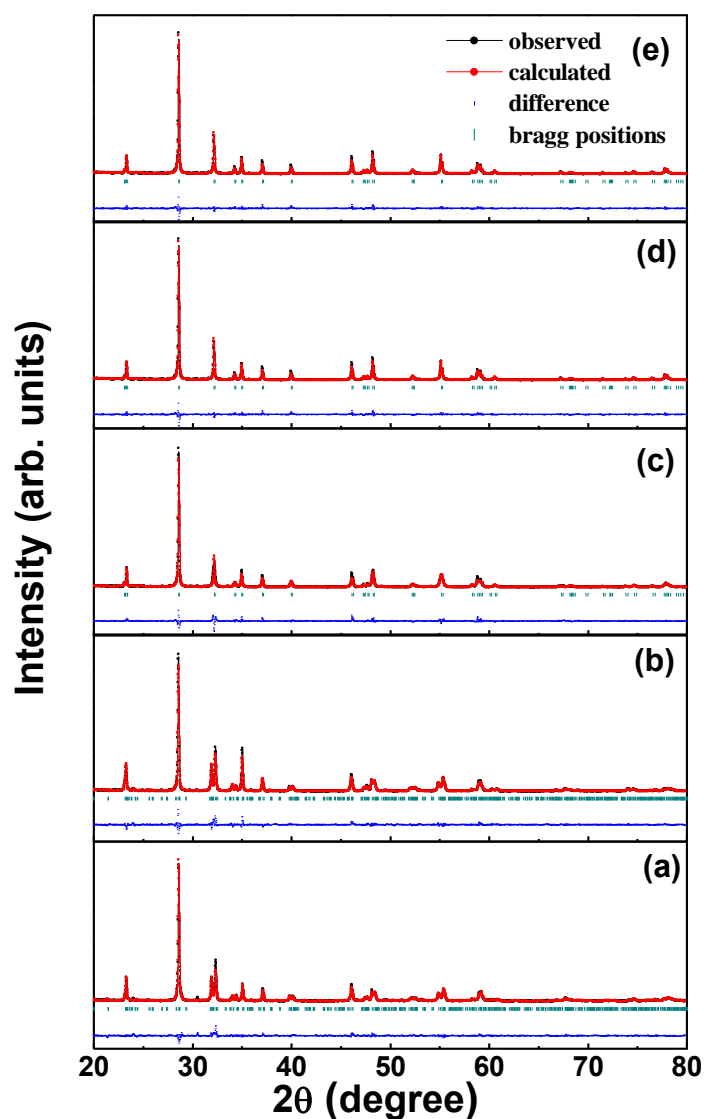 (e)
observed
calculated
difference
bragg positions
(d)
(c)
(b)
(a)
Intensity (arb. units)
20 30 40 50 60 70 80
2θ (degree)